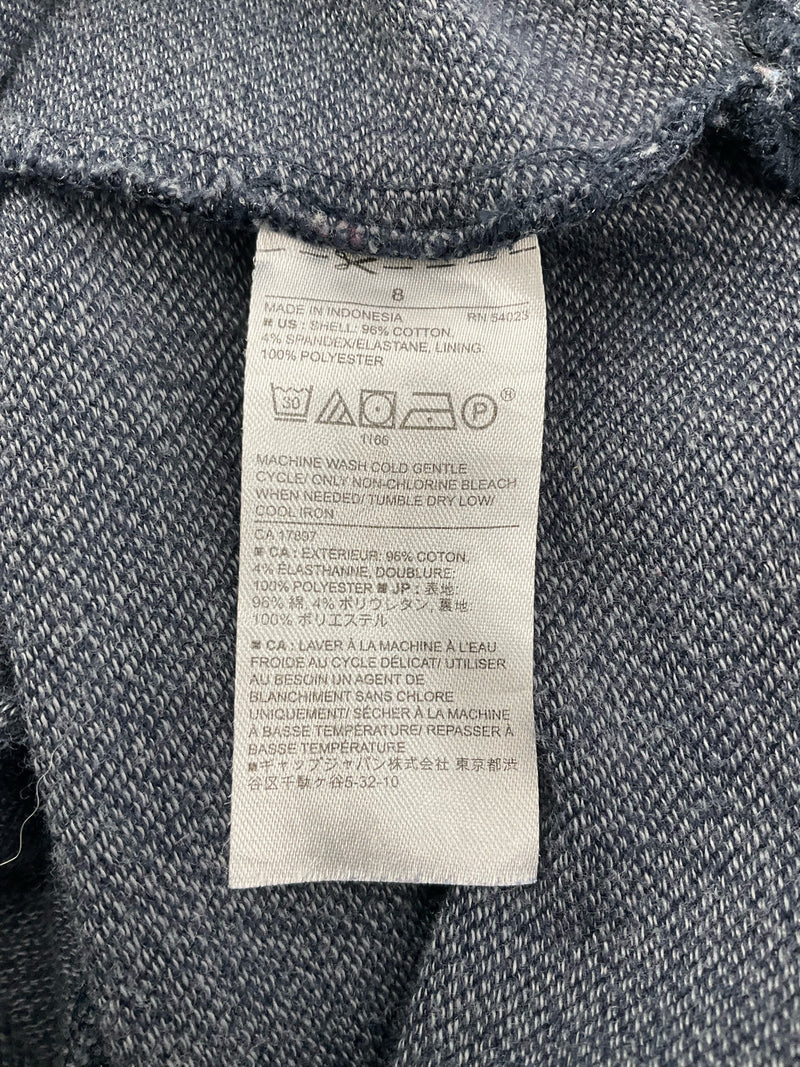 8
MADE IN INDONESIA RN 54023
US : SHELL: 96% COTTON,
4% SPANDEX/ELASTANE, LINING:
100% POLYESTER
30 P ®
1166
MACHINE WASH COLD GENTLE
CYCLE/ ONLY NON-CHLORINE BLEACH
WHEN NEEDED/ TUMBLE DRY LOW/
COOL IRON
CA 17897
CA : EXTÉRIEUR: 96% COTON,
4% ÉLASTHANNE, DOUBLURE:
100% POLYESTER JP : 表地:
96% 綿, 4% ポリウレタン, 裏地:
100% ポリエステル
CA : LAVER À LA MACHINE À L'EAU
FROIDE AU CYCLE DÉLICAT/ UTILISER
AU BESOIN UN AGENT DE
BLANCHIMENT SANS CHLORE
UNIQUEMENT/ SÉCHER À LA MACHINE
À BASSE TEMPÉRATURE/ REPASSER À
BASSE TEMPÉRATURE
ギャップジャパン株式会社 東京都渋
谷区千駄ケ谷5-32-10